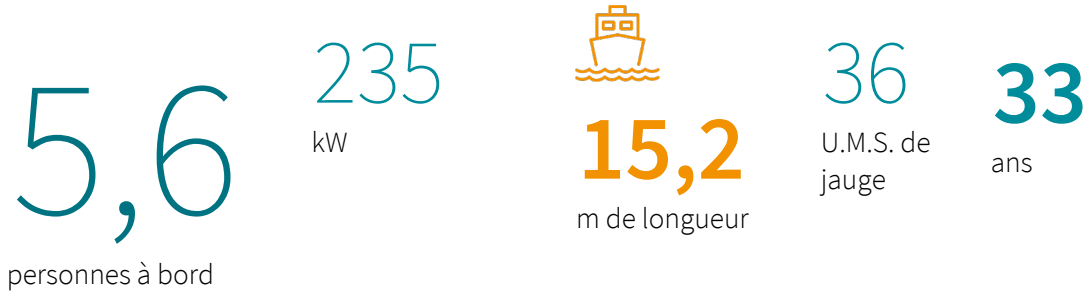 5,6
personnes à bord
235
kW
15,2
m de longueur
36
U.M.S. de
jauge
33
ans